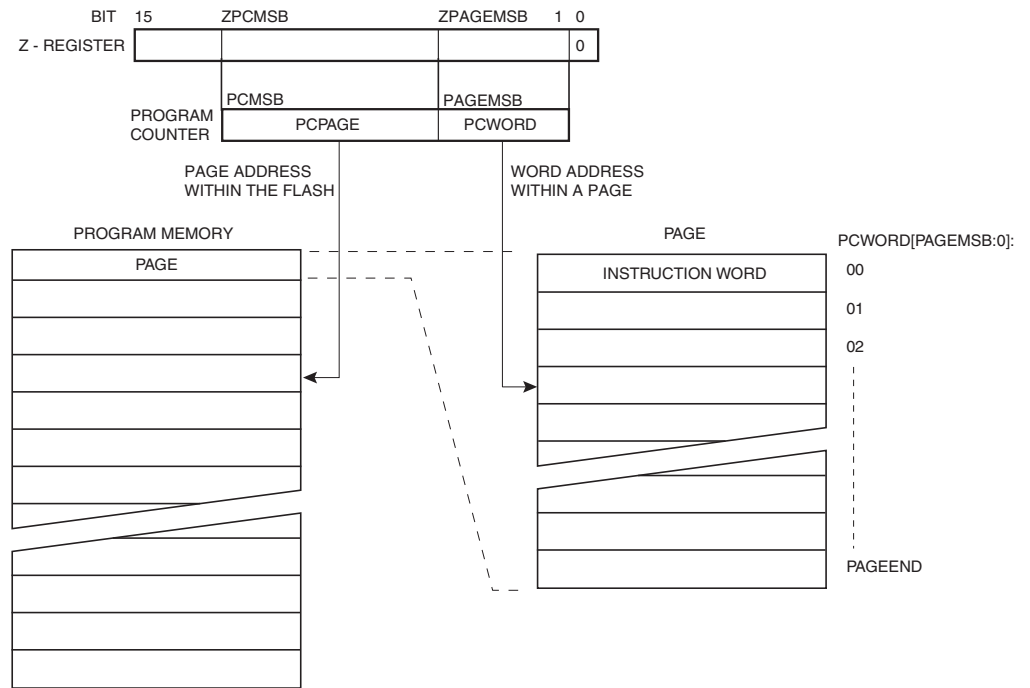 BIT 15 ZPCMSB ZPAGEMSB 1 0
Z - REGISTER 0
PCMSB PAGEMSB
PROGRAM
COUNTER
PCPAGE PCWORD
PAGE ADDRESS
WITHIN THE FLASH
WORD ADDRESS
WITHIN A PAGE
PROGRAM MEMORY
PAGE
PAGE
INSTRUCTION WORD
PCWORD[PAGEMSB:0]:
00
01
02
PAGEEND